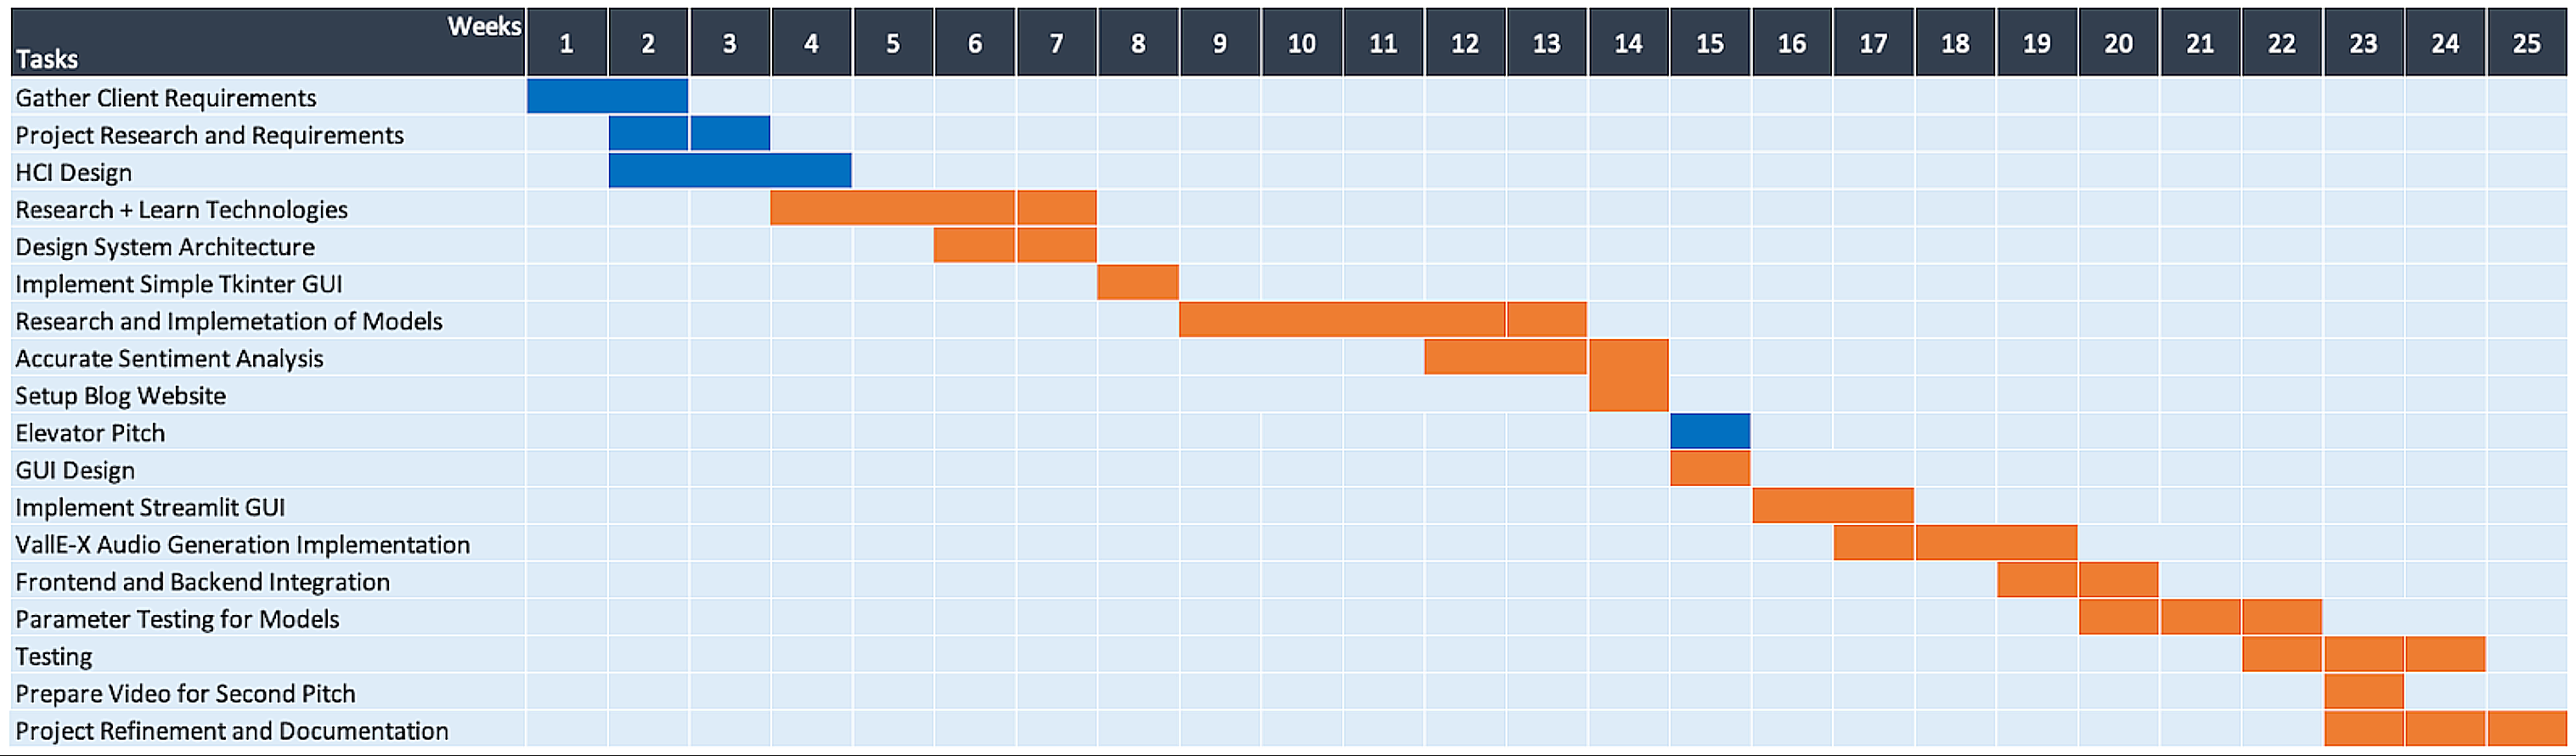 Weeks
Tasks 1 2 3 4 5 6 7 8 9 10 11 12 13 14 15 16 17 18 19 20 21 22 23 24 25
Gather Client Requirements
Project Research and Requirements
HCI Design
Research + Learn Technologies
Design System Architecture
Implement Simple Tkinter GUI
Research and Implemetation of Models
Accurate Sentiment Analysis
Setup Blog Website
Elevator Pitch
GUI Design
Implement Streamlit GUI
VallE-X Audio Generation Implementation
Frontend and Backend Integration
Parameter Testing for Models
Testing
Prepare Video for Second Pitch
Project Refinement and Documentation